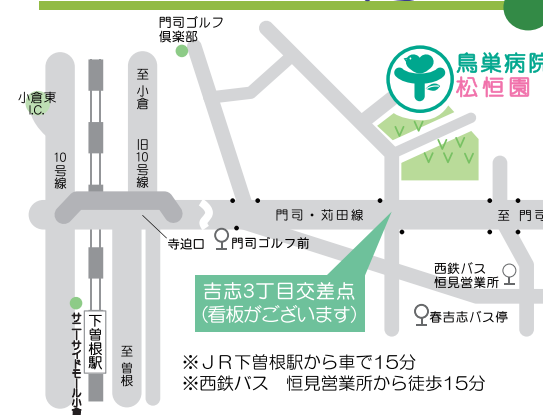 門司ゴルフ
倶楽部
鳥巣病院
松恒園
小倉東
I.C.
至小倉
10号線
旧10号線
門司・苅田線
至 門司
寺迫口
門司ゴルフ前
西鉄バス
恒見営業所
吉志3丁目交差点
(看板がございます)
春吉志バス停
サニーサイドモール小倉
下曽根駅
至曽根
※JR下曽根駅から車で15分
※西鉄バス 恒見営業所から徒歩15分